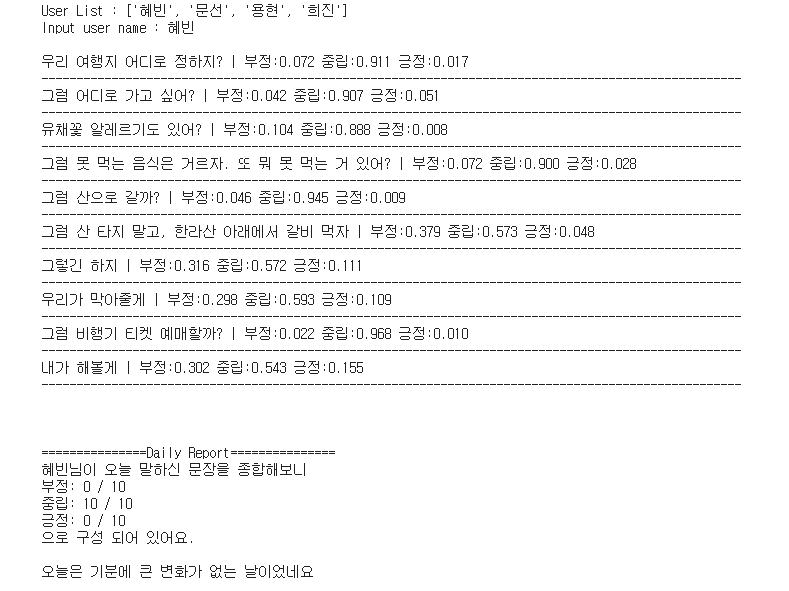 User List : ['혜빈', '문선', '용현', '희진']
Input user name : 혜빈
우리 여행지 어디로 정하지? | 부정:0.072 중립:0.911 긍정:0.017
--------------------------------------------------------------------------------
그럼 어디로 가고 싶어? | 부정:0.042 중립:0.907 긍정:0.051
--------------------------------------------------------------------------------
유채꽃 알레르기도 있어? | 부정:0.104 중립:0.888 긍정:0.008
--------------------------------------------------------------------------------
그럼 못 먹는 음식은 거르자. 또 뭐 못 먹는 거 있어? | 부정:0.072 중립:0.900 긍정:0.028
--------------------------------------------------------------------------------
그럼 산으로 갈까? | 부정:0.046 중립:0.945 긍정:0.009
--------------------------------------------------------------------------------
그럼 산 타지 말고, 한라산 아래에서 갈비 먹자 | 부정:0.379 중립:0.573 긍정:0.048
--------------------------------------------------------------------------------
그렇긴 하지 | 부정:0.316 중립:0.572 긍정:0.111
--------------------------------------------------------------------------------
우리가 막아줄게 | 부정:0.298 중립:0.593 긍정:0.109
--------------------------------------------------------------------------------
그럼 비행기 티켓 예매할까? | 부정:0.022 중립:0.968 긍정:0.010
--------------------------------------------------------------------------------
내가 해볼게 | 부정:0.302 중립:0.543 긍정:0.155
--------------------------------------------------------------------------------
===============Daily Report===============
혜빈님이 오늘 말하신 문장을 종합해보니
부정: 0 / 10
중립: 10 / 10
긍정: 0 / 10
으로 구성 되어 있어요.
오늘은 기분에 큰 변화가 없는 날이었네요